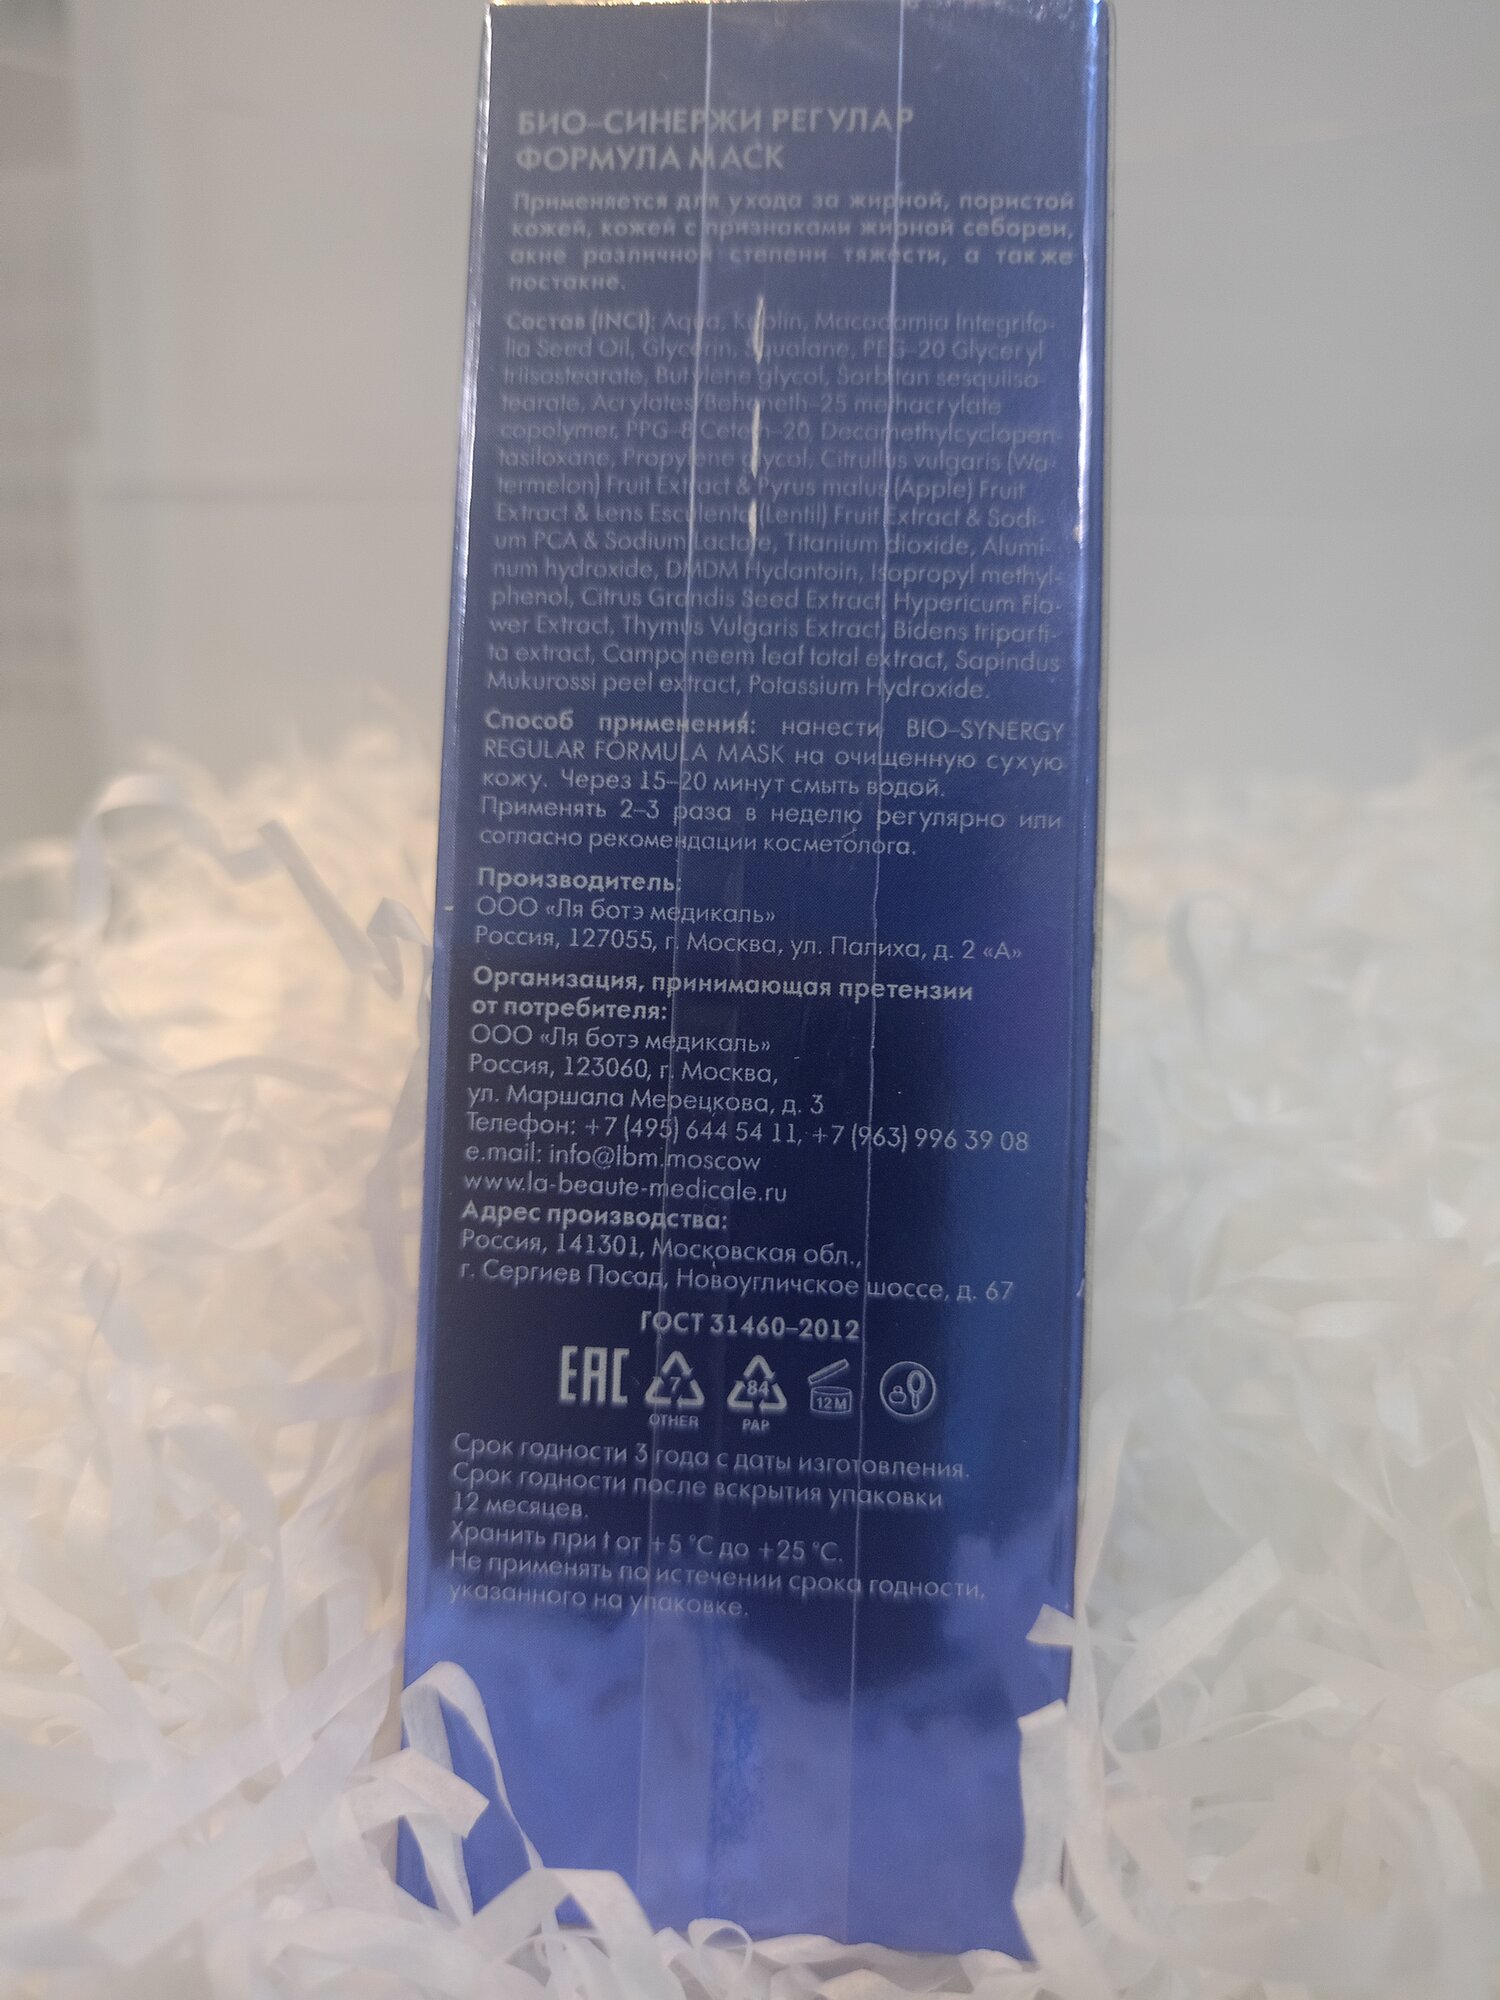 БИО–СИНЕРЖИ РЕГУЛАР
ФОРМУЛА МАСК
Применяется для ухода за жирной, пористой
кожей, кожей с признаками жирной себореи,
акне различной степени тяжести, а также
постакне.
Состав (INCI): Aqua, Kaolin, Macadamia Integrifo-
lia Seed Oil, Glycerin, Squalane, PEG–20 Glyceryl
triisostearate, Butylene glycol, Sorbitan sesquiiso-
tearate, Acrylates/Beheneth–25 methacrylate
copolymer, PPG–8 Ceteth–20, Decamethylcyclopen-
tasiloxane, Propylene glycol, Citrullus vulgaris (Wa-
termelon) Fruit Extract & Pyrus malus (Apple) Fruit
Extract & Lens Esculenta (Lentil) Fruit Extract & Sodi-
um PCA & Sodium Lactate, Titanium dioxide, Alumi-
num hydroxide, DMDM Hydantoin, Isopropyl methyl-
phenol, Citrus Grandis Seed Extract, Hypericum Flo-
wer Extract, Thymus Vulgaris Extract, Bidens triparti-
ta extract, Campo neem leaf total extract, Sapindus
Mukurossi peel extract, Potassium Hydroxide.
Способ применения: нанести BIO–SYNERGY
REGULAR FORMULA MASK на очищенную сухую
кожу. Через 15–20 минут смыть водой.
Применять 2–3 раза в неделю регулярно или
согласно рекомендации косметолога.
Производитель:
ООО «Ля ботэ медикаль»
Россия, 127055, г. Москва, ул. Палиха, д. 2 «А»
Организация, принимающая претензии
от потребителя:
ООО «Ля ботэ медикаль»
Россия, 123060, г. Москва,
ул. Маршала Мерецкова, д. 3
Телефон: +7 (495) 644 54 11, +7 (963) 996 39 08
e.mail: info@lbm.moscow
www.la-beaute-medicale.ru
Адрес производства:
Россия, 141301, Московская обл.,
г. Сергиев Посад, Новоугличское шоссе, д. 67
ГОСТ 31460–2012
EAC 7 84 12М
OTHER PAP
Срок годности 3 года с даты изготовления.
Срок годности после вскрытия упаковки
12 месяцев.
Хранить при t от +5 °С до +25 °С.
Не применять по истечении срока годности,
указанного на упаковке.